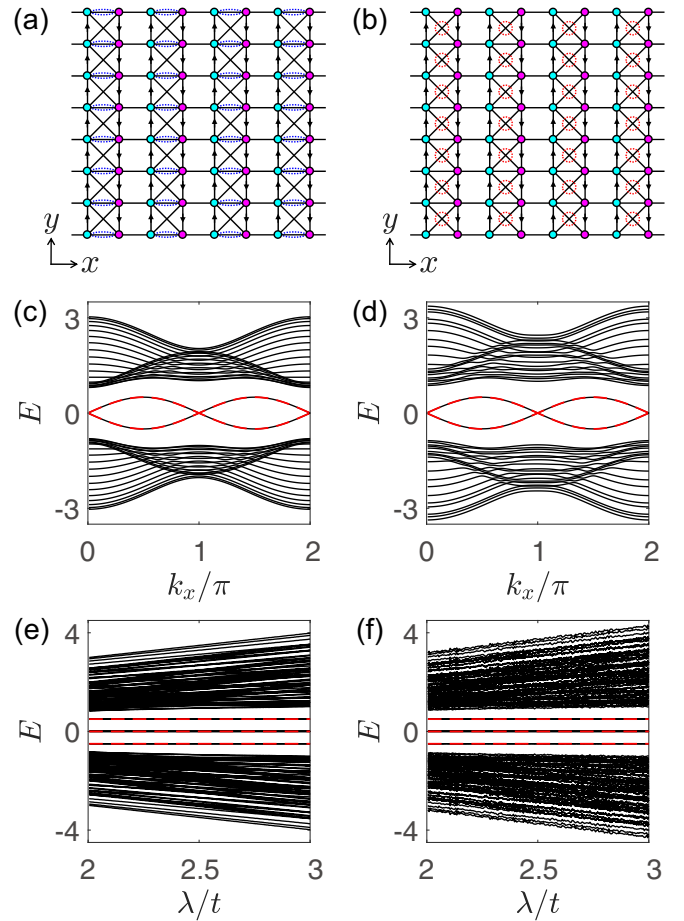 (a) (b)
y x y x
(c) (d)
3 3
E 0 E 0
-3 -3
0 1 2 0 1 2
k_x/π k_x/π
(e) (f)
4 4
E 0 E 0
-4 -4
2 2.5 3 2 2.5 3
λ/t λ/t